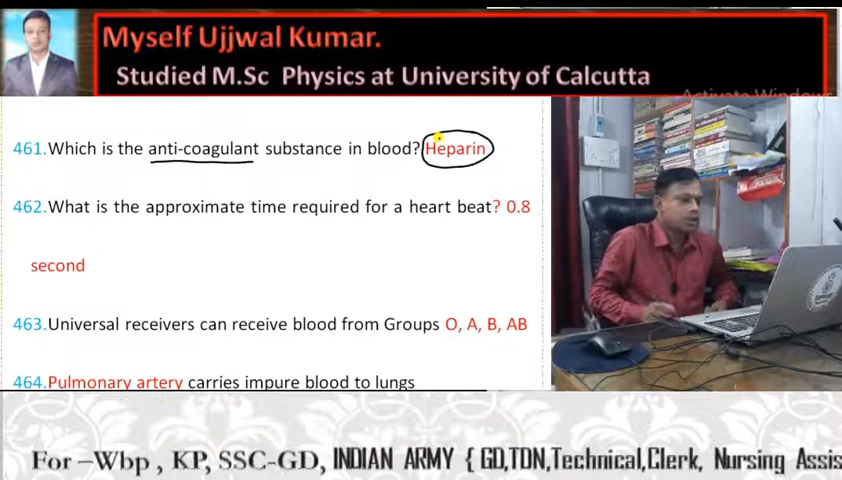 Myself Ujjwal Kumar.
Studied M.Sc Physics at University of Calcutta
Activate Windows
461.Which is the anti-coagulant substance in blood? Heparin
462.What is the approximate time required for a heart beat? 0.8
second
463.Universal receivers can receive blood from Groups O, A, B, AB
464.Pulmonary artery carries impure blood to lungs
For –Wbp , KP, SSC-GD, INDIAN ARMY { GD,TDN,Technical,Clerk, Nursing Assis